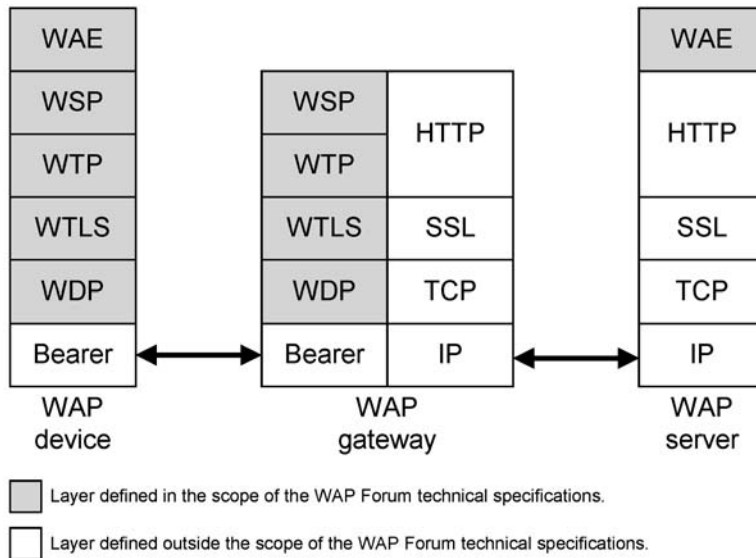 WAE
WAE
WSP
WSP
HTTP
HTTP
WTP
WTP
WTLS
WTLS
SSL
SSL
WDP
WDP
TCP
TCP
Bearer
Bearer
IP
IP
WAP
device
WAP
gateway
WAP
server
Layer defined in the scope of the WAP Forum technical specifications.
Layer defined outside the scope of the WAP Forum technical specifications.